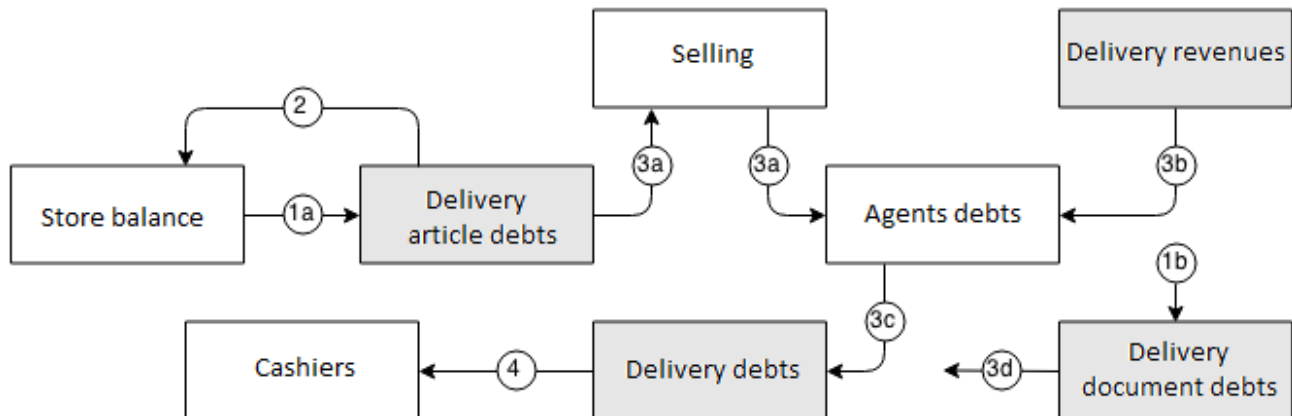 Selling
Delivery revenues
2
3a
3a
3b
Store balance
1a
Delivery
article debts
Agents debts
1b
3c
Cashiers
4
Delivery debts
3d
Delivery
document debts